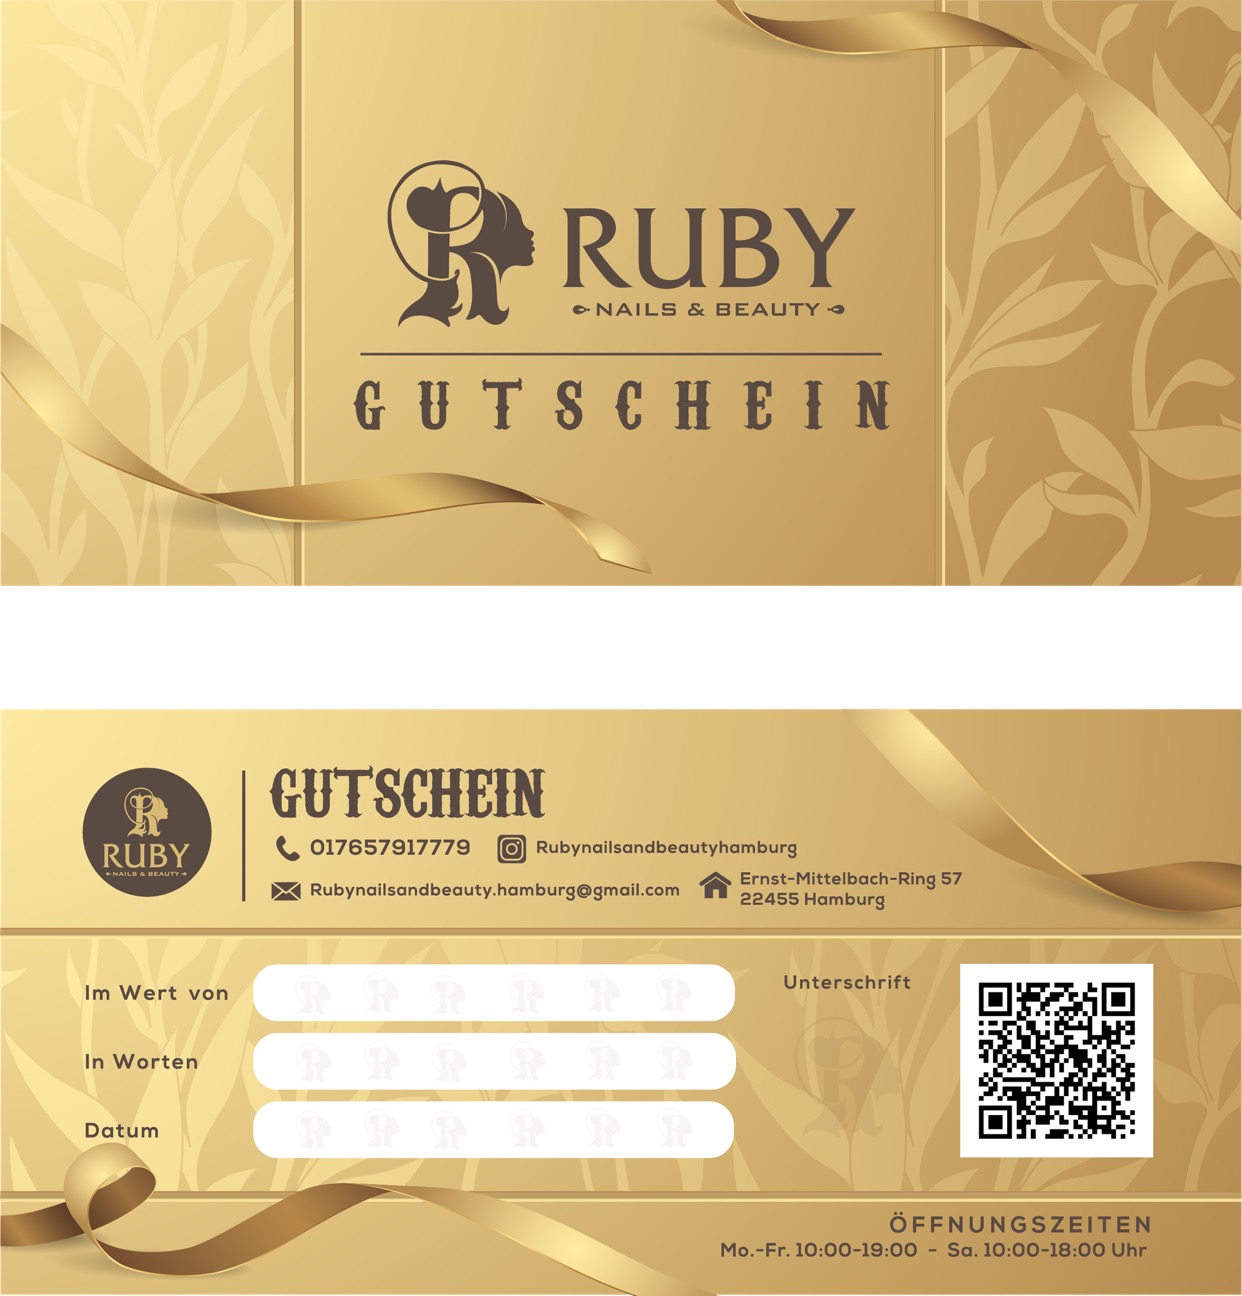 RUBY
NAILS & BEAUTY
GUTSCHEIN
RUBY
NAILS & BEAUTY
GUTSCHEIN
017657917779 Rubynailsandbeautyhamburg
Rubynailsandbeauty.hamburg@gmail.com Ernst-Mittelbach-Ring 57
22455 Hamburg
Im Wert von
In Worten
Datum
Unterschrift
ÖFFNUNGSZEITEN
Mo.-Fr. 10:00-19:00 - Sa. 10:00-18:00 Uhr